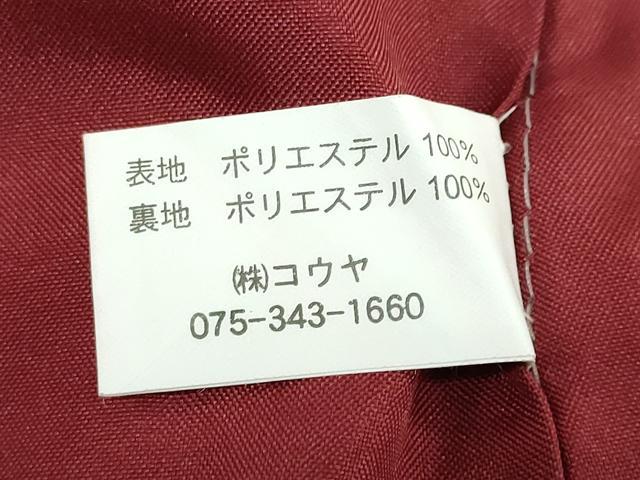 表地 ポリエステル 100%
裏地 ポリエステル 100%
㈱コウヤ
075-343-1660